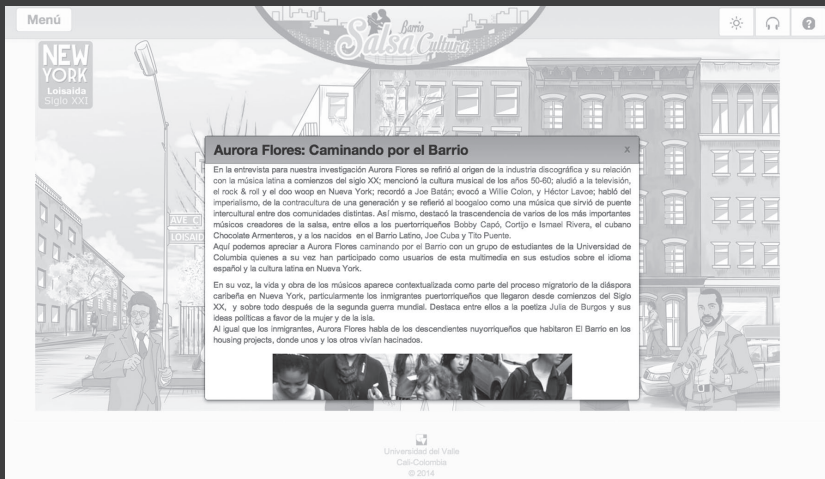 Menú
Barrio
Salsa Cultura
NEW
YORK
Loisaida
Siglo XXI
AVE C
LOISAID
Aurora Flores: Caminando por el Barrio
x
En la entrevista para nuestra investigación Aurora Flores se refirió al origen de la industria discográfica y su relación
con la música latina a comienzos del siglo XX; mencionó la cultura musical de los años 50-60; aludió a la televisión,
el rock & roll y el doo woop en Nueva York; recordó a Joe Batán; evocó a Willie Colon, y Héctor Lavoe; habló del
imperialismo, de la contracultura de una generación y se refierió al boogaloo como una música que sirvió de puente
intercultural entre dos comunidades distintas. Así mismo, destacó la trascendencia de varios de los más importantes
músicos creadores de la salsa, entre ellos a los puertorriqueños Bobby Capó, Cortijo e Ismael Rivera, el cubano
Chocolate Armenteros, y a los nacidos en el Barrio Latino, Joe Cuba y Tito Puente.
Aquí podemos apreciar a Aurora Flores caminando por el Barrio con un grupo de estudiantes de la Universidad de
Columbia quienes a su vez han participado como usuarios de esta multimedia en sus estudios sobre el idioma
español y la cultura latina en Nueva York.
En su voz, la vida y obra de los músicos aparece contextualizada como parte del proceso migratorio de la diáspora
caribeña en Nueva York, particularmente los inmigrantes puertorriqueños que llegaron desde comienzos del Siglo
XX, y sobre todo después de la segunda guerra mundial. Destaca entre ellos a la poetiza Julia de Burgos y sus
ideas políticas a favor de la mujer y de la isla.
Al igual que los inmigrantes, Aurora Flores habla de los descendientes nuyorriqueños que habitaron El Barrio en los
housing projects, donde unos y los otros vivían hacinados.
Universidad del Valle
Cali-Colombia
© 2014